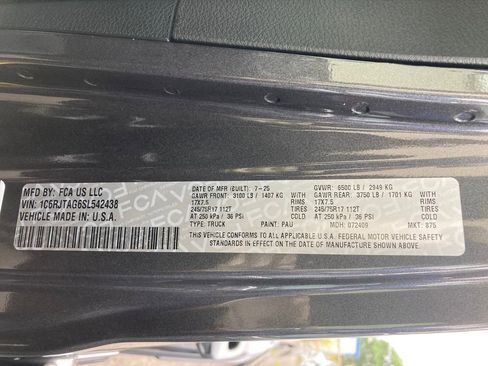 MFD BY: FCA US LLC
VIN: 1C6RJTAG6SL542438
VEHICLE MADE IN U.S.A.
DATE OF MFR (BUILT): 7-25 GVWR: 6500 LB / 2949 KG
GAWR FRONT: 3100 LB / 1407 KG GAWR REAR: 3750 LB / 1701 KG
17X7.5 RIMS 17X7.5 RIMS
245/75R17 112T TIRES 245/75R17 112T TIRES
AT 250 kPa / 36 PSI AT 250 kPa / 36 PSI
TYPE: TRUCK PAINT: PAU MDH: 072409 MKT: 875
THIS VEHICLE CONFORMS TO ALL APPLICABLE U.S.A. FEDERAL MOTOR VEHICLE SAFETY
STANDARDS IN EFFECT ON THE DATE OF MANUFACTURE SHOWN ABOVE.